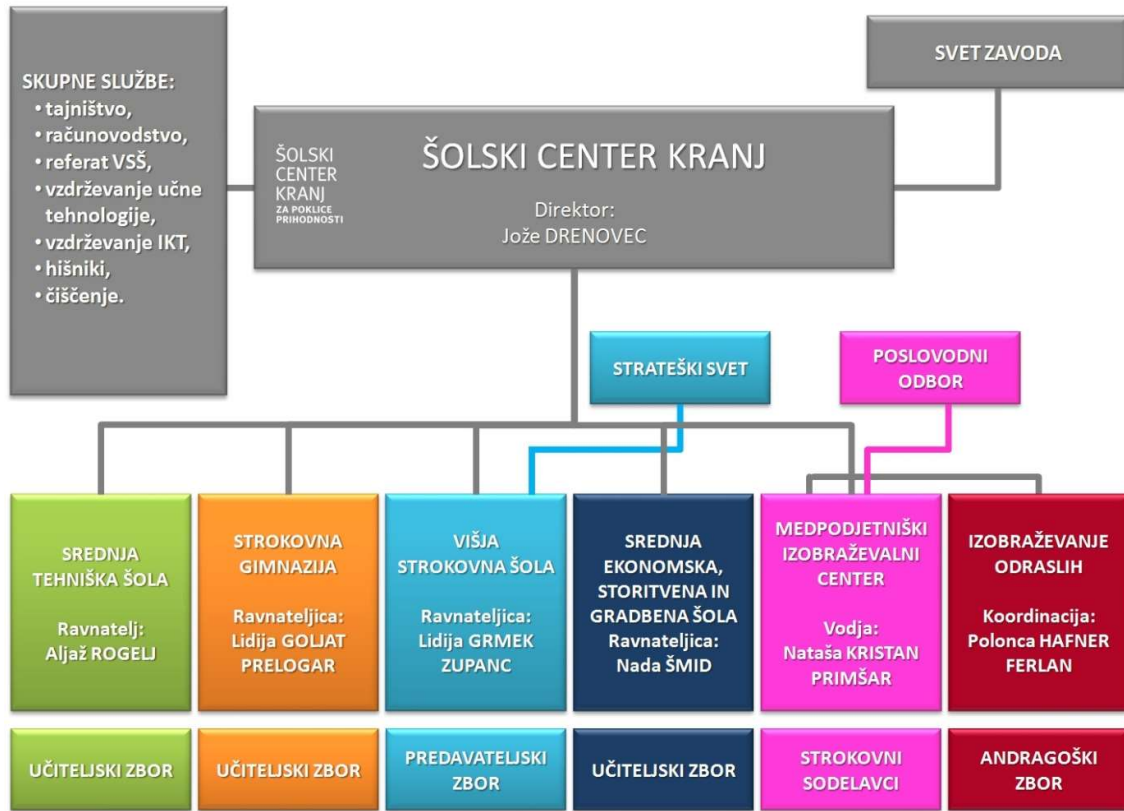 SKUPNE SLUŽBE:
• tajništvo,
• računovodstvo,
• referat VSŠ,
• vzdrževanje učne
tehnologije,
• vzdrževanje IKT,
• hišniki,
• čiščenje.
SVET ZAVODA
ŠOLSKI
CENTER
KRANJ
ZA POKLICE
PRIHODNOSTI
ŠOLSKI CENTER KRANJ
Direktor:
Jože DRENOVEC
STRATEŠKI SVET
POSLOVODNI
ODBOR
SREDNJA
TEHNIŠKA ŠOLA
Ravnatelj:
Aljaž ROGELJ
STROKOVNA
GIMNAZIJA
Ravnateljica:
Lidija GOLJAT
PRELOGAR
VIŠJA
STROKOVNA ŠOLA
Ravnateljica:
Lidija GRMEK
ZUPANC
SREDNJA
EKONOMSKA,
STORITVENA IN
GRADBENA ŠOLA
Ravnateljica:
Nada ŠMID
MEDPODJETNIŠKI
IZOBRAŽEVALNI
CENTER
Vodja:
Nataša KRISTAN
PRIMŠAR
IZOBRAŽEVANJE
ODRASLIH
Koordinacija:
Polonca HAFNER
FERLAN
UČITELJSKI ZBOR
UČITELJSKI ZBOR
PREDAVATELJSKI
ZBOR
UČITELJSKI ZBOR
STROKOVNI
SODELAVCI
ANDRAGOŠKI
ZBOR